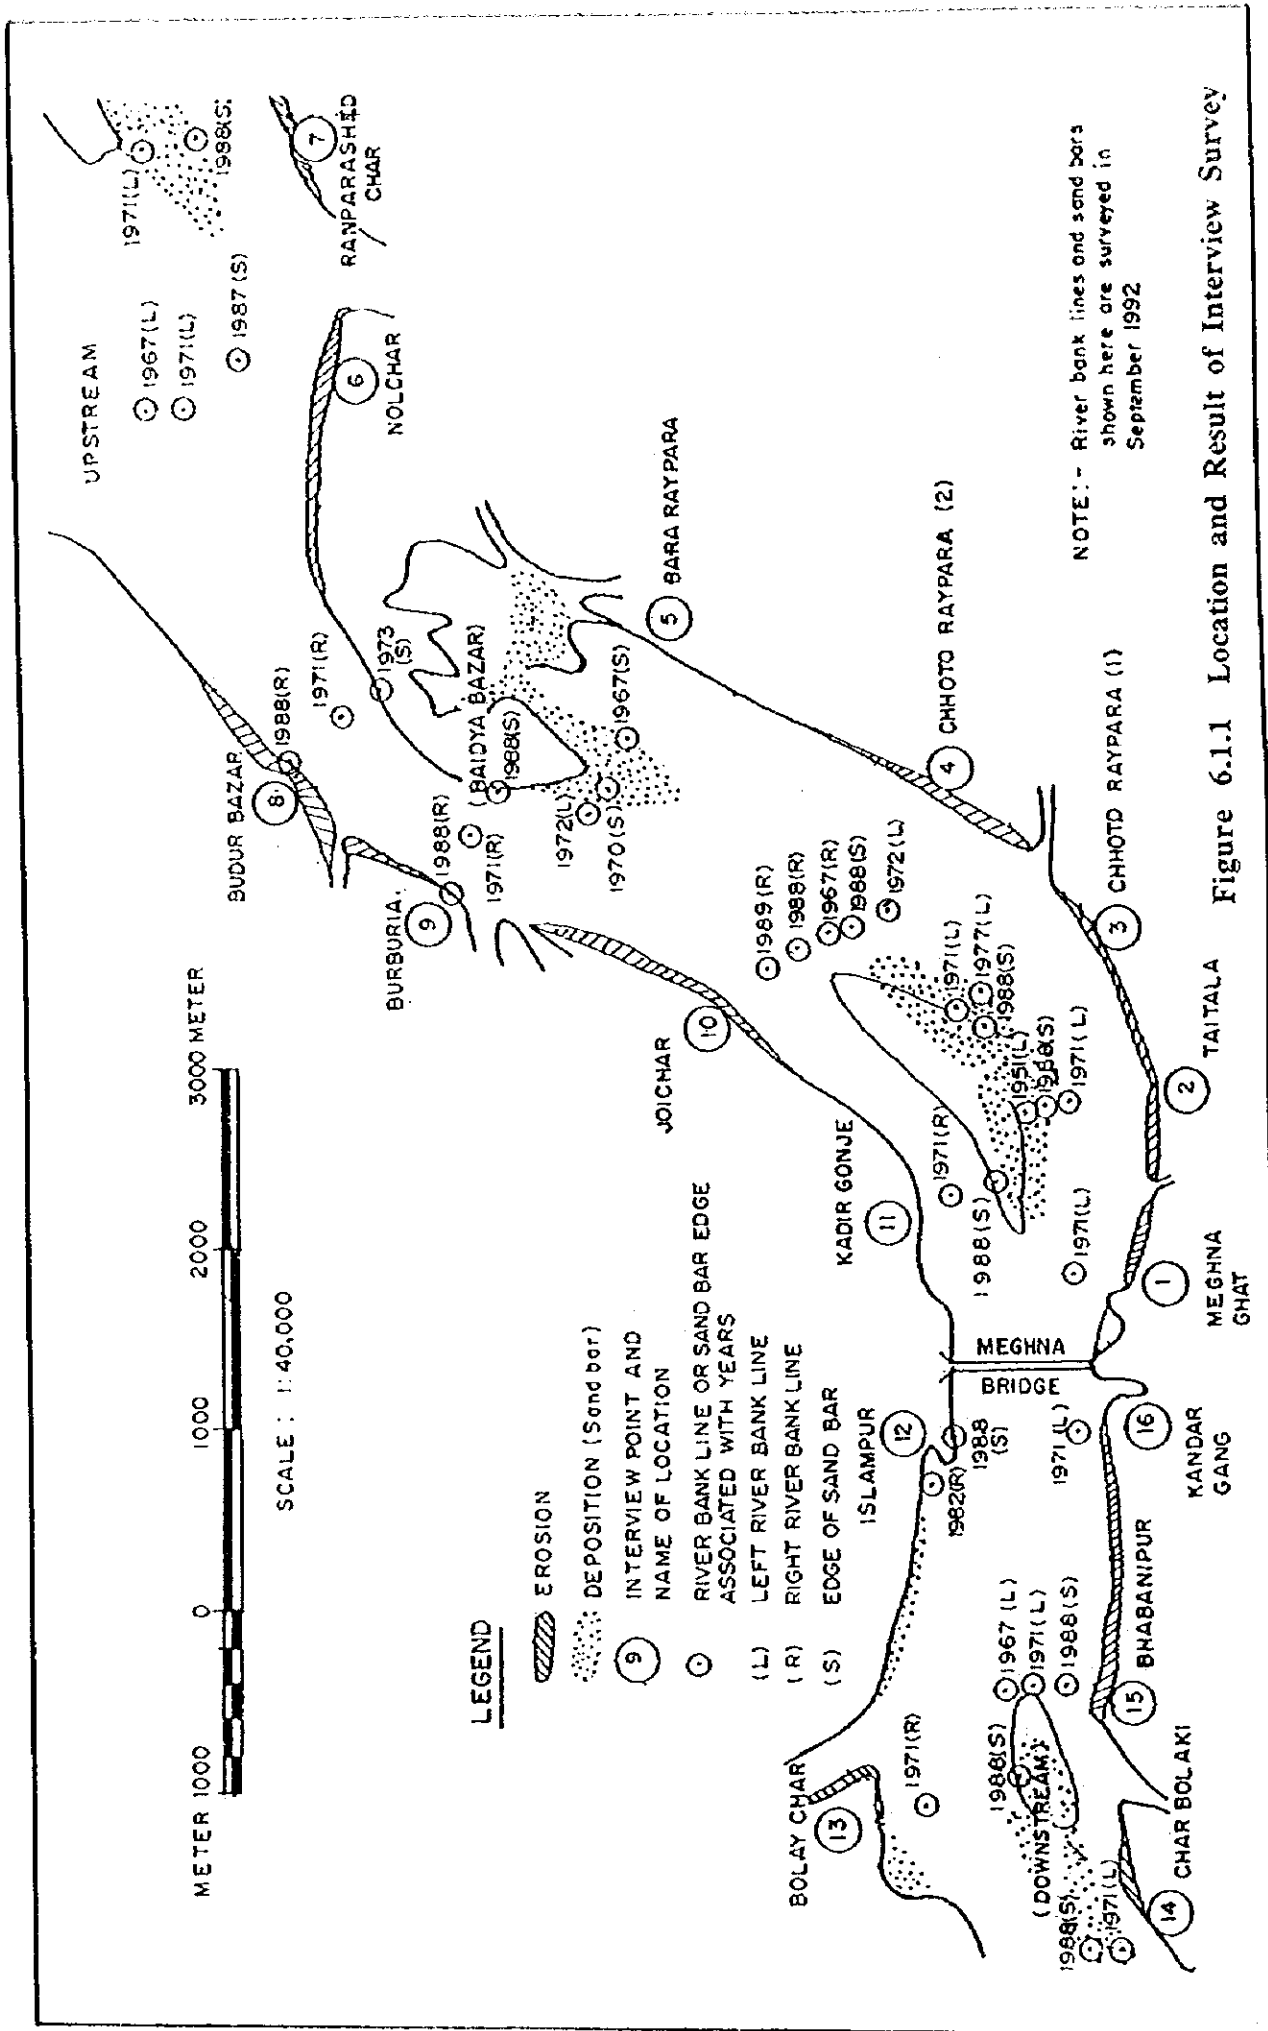 METER 1000 0 1000 2000 3000 METER
SCALE : 1:40,000
LEGEND
EROSION
DEPOSITION (Sand bar)
9 INTERVIEW POINT AND
NAME OF LOCATION
RIVER BANK LINE OR SAND BAR EDGE
ASSOCIATED WITH YEARS
(L) LEFT RIVER BANK LINE
(R) RIGHT RIVER BANK LINE
(S) EDGE OF SAND BAR
UPSTREAM
1967(L)
1971(L)
1987(S)
1971(L)
1988(S)
7
RANPARASHID
CHAR
6
NOLCHAR
BUDUR BAZAR
8
1988(R)
1971(R)
1973
(S)
BURBURIA
9
1988(R)
1971(R)
(BAIDYA BAZAR)
1988(S)
1972(L)
1970(S)
1967(S)
5 BARA RAYPARA
JOICHAR
10
1989(R)
1988(R)
1967(R)
1988(S)
1972(L)
4 CHHOTO RAYPARA (2)
KADIR GONJE
11
1971(R)
1988(S)
1971(L)
1977(L)
1988(S)
1951(L)
1988(S)
1971(L)
3 CHHOTO RAYPARA (1)
2 TAITALA
1971(L)
1
MEGHNA
GHAT
MEGHNA
BRIDGE
ISLAMPUR
12
1982(R)
1988
(S)
1971(L)
16
KANDAR
GANG
BOLAY CHAR
13
1971(R)
1988(S)
1967(L)
1971(L)
1988(S)
(DOWNSTREAM)
15 BHABANIPUR
1988(S)
1971(L)
14 CHAR BOLAKI
NOTE:- River bank lines and sand bars
shown here are surveyed in
September 1992
Figure 6.1.1 Location and Result of Interview Survey